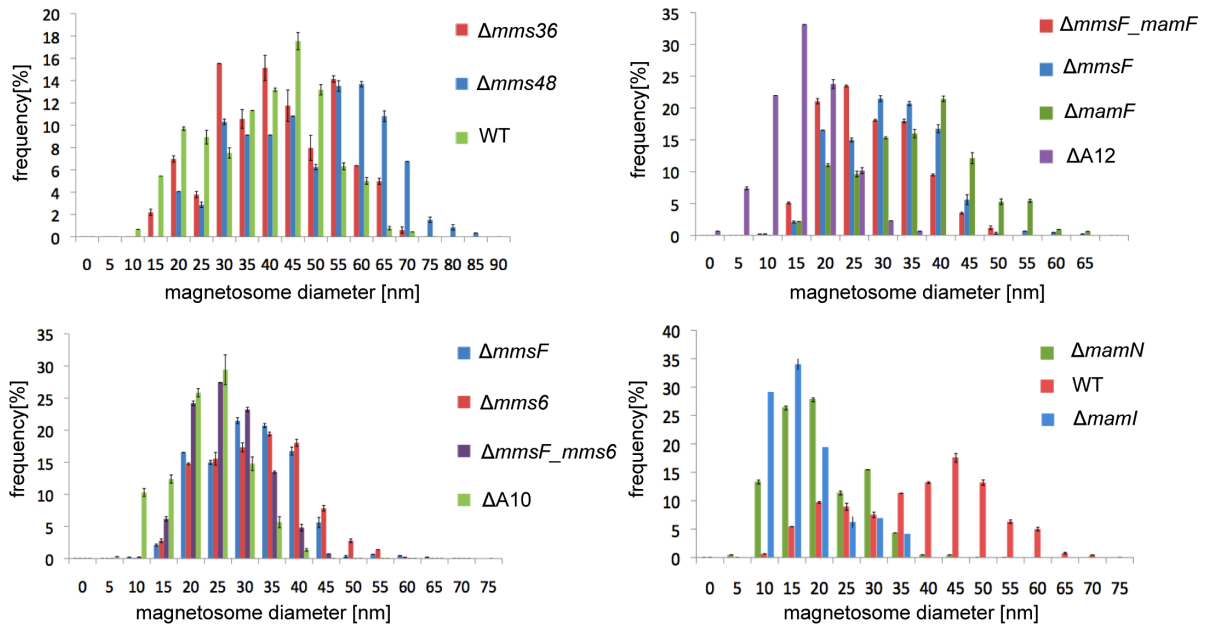 20
18
16
14
12
10
8
6
4
2
0
frequency[%]
0 5 10 15 20 25 30 35 40 45 50 55 60 65 70 75 80 85 90
magnetosome diameter [nm]
Δmms36
Δmms48
WT
35
30
25
20
15
10
5
0
frequency[%]
0 5 10 15 20 25 30 35 40 45 50 55 60 65
magnetosome diameter [nm]
ΔmmsF_mamF
ΔmmsF
ΔmamF
ΔA12
35
30
25
20
15
10
5
0
frequency[%]
0 5 10 15 20 25 30 35 40 45 50 55 60 65 70 75
magnetosome diameter [nm]
ΔmmsF
Δmms6
ΔmmsF_mms6
ΔA10
40
35
30
25
20
15
10
5
0
frequency[%]
0 5 10 15 20 25 30 35 40 45 50 55 60 65 70 75
magnetosome diameter [nm]
ΔmamN
WT
ΔmamI